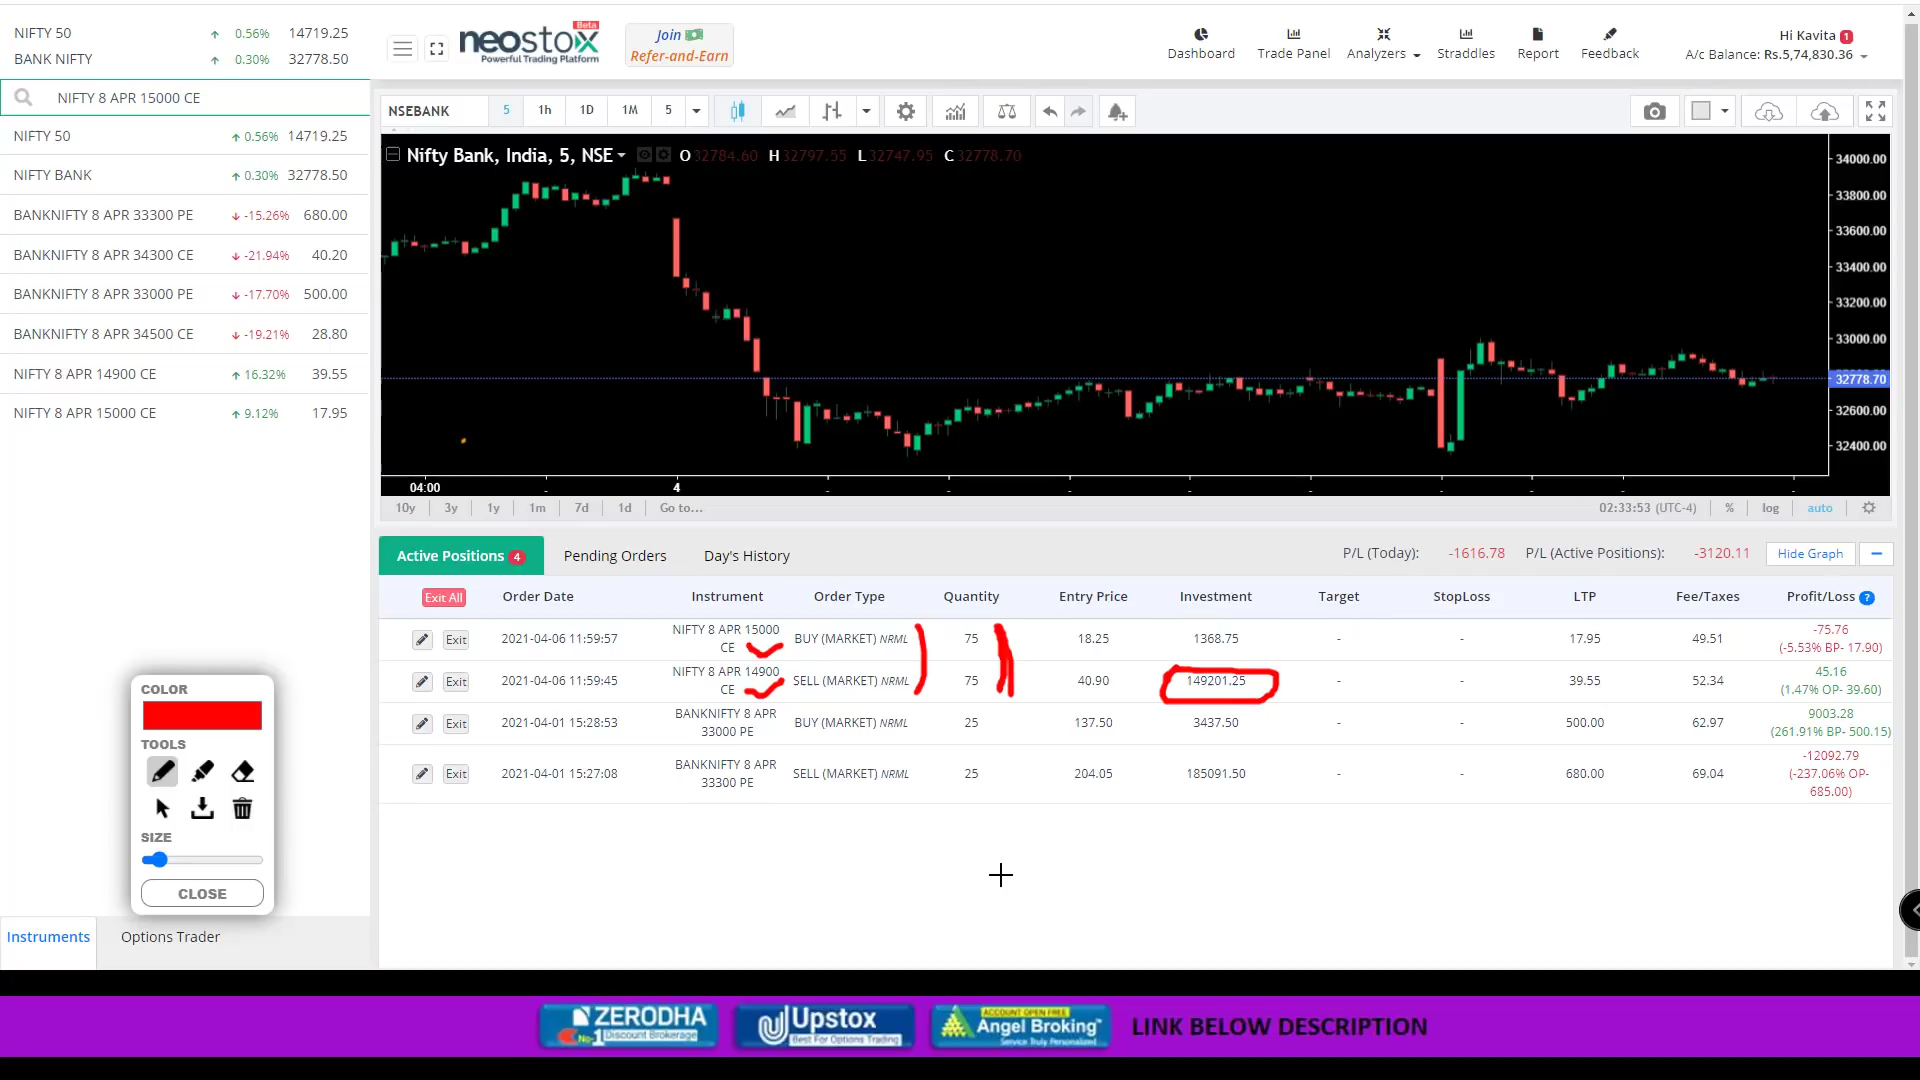 NIFTY 50 0.56% 14719.25
BANK NIFTY 0.30% 32778.50
neostox Beta
Powerful Trading Platform
Join
Refer-and-Earn
Dashboard Trade Panel Analyzers Straddles Report Feedback
Hi Kavita 1
A/c Balance: Rs.5,74,830.36
NIFTY 8 APR 15000 CE
NIFTY 50 0.56% 14719.25
NIFTY BANK 0.30% 32778.50
BANKNIFTY 8 APR 33300 PE -15.26% 680.00
BANKNIFTY 8 APR 34300 CE -21.94% 40.20
BANKNIFTY 8 APR 33000 PE -17.70% 500.00
BANKNIFTY 8 APR 34500 CE -19.21% 28.80
NIFTY 8 APR 14900 CE 16.32% 39.55
NIFTY 8 APR 15000 CE 9.12% 17.95
NSEBANK 5 1h 1D 1M 5
Nifty Bank, India, 5, NSE O 32784.60 H 32797.55 L 32747.95 C 32778.70
34000.00
33800.00
33600.00
33400.00
33200.00
33000.00
32778.70
32600.00
32400.00
04:00 4
10y 3y 1y 1m 7d 1d Go to... 02:33:53 (UTC-4) % log auto
Active Positions 4 Pending Orders Day's History P/L (Today): -1616.78 P/L (Active Positions): -3120.11 Hide Graph
Exit All Order Date Instrument Order Type Quantity Entry Price Investment Target StopLoss LTP Fee/Taxes Profit/Loss ?
Exit 2021-04-06 11:59:57 NIFTY 8 APR 15000 CE BUY (MARKET) NRML 75 18.25 1368.75 - - 17.95 49.51 -75.76 (-5.53% BP- 17.90)
Exit 2021-04-06 11:59:45 NIFTY 8 APR 14900 CE SELL (MARKET) NRML 75 40.90 149201.25 - - 39.55 52.34 45.16 (1.47% OP- 39.60)
Exit 2021-04-01 15:28:53 BANKNIFTY 8 APR 33000 PE BUY (MARKET) NRML 25 137.50 3437.50 - - 500.00 62.97 9003.28 (261.91% BP- 500.15)
Exit 2021-04-01 15:27:08 BANKNIFTY 8 APR 33300 PE SELL (MARKET) NRML 25 204.05 185091.50 - - 680.00 69.04 -12092.79 (-237.06% OP- 685.00)
COLOR
TOOLS
SIZE
CLOSE
Instruments Options Trader
ZERODHA
No-1 Discount Brokerage
Upstox
Best For Options Trading
ACCOUNT OPEN FREE
Angel Broking
Service Truly Personalized
LINK BELOW DESCRIPTION